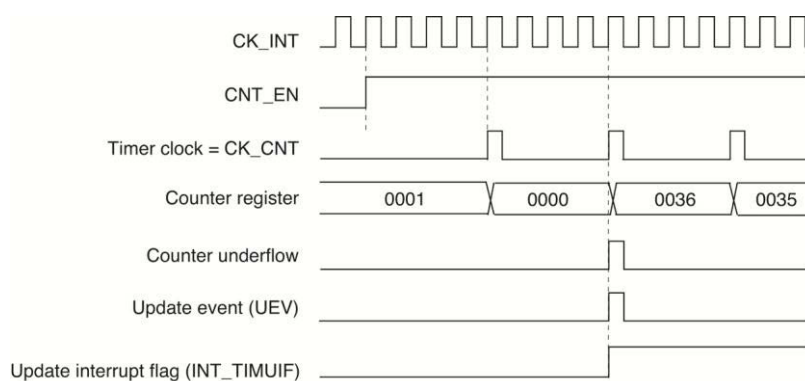 CK_INT
CNT_EN
Timer clock = CK_CNT
Counter register 0001 0000 0036 0035
Counter underflow
Update event (UEV)
Update interrupt flag (INT_TIMUIF)